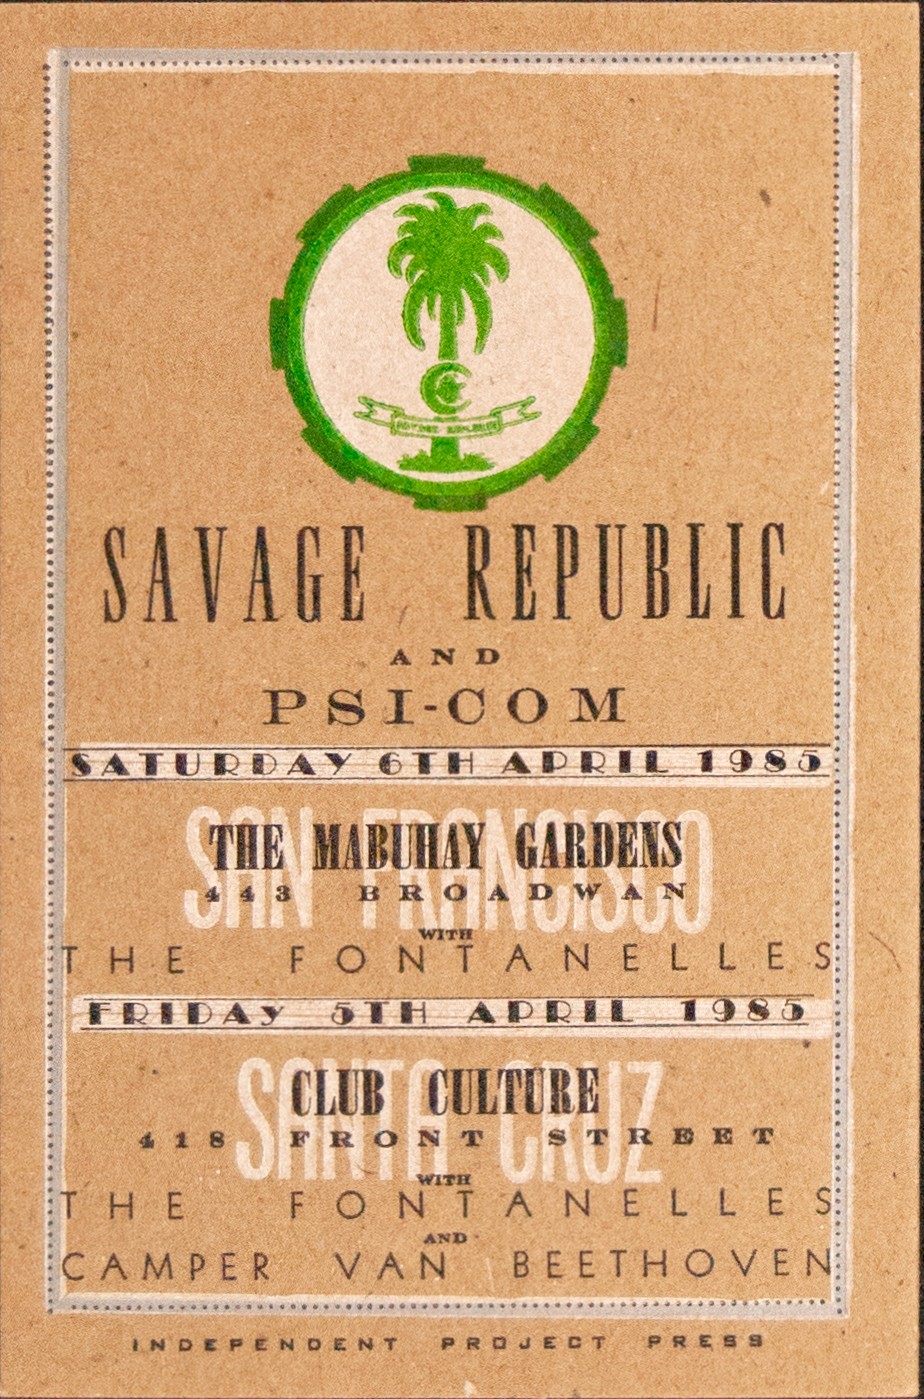 SAVAGE REPUBLIC
AND
PSI-COM
SATURDAY 6TH APRIL 1985
SAN FRANCISCO
THE MABUHAY GARDENS
443 BROADWAN
WITH
THE FONTANELLES
FRIDAY 5TH APRIL 1985
SANTA CRUZ
CLUB CULTURE
418 FRONT STREET
WITH
THE FONTANELLES
AND
CAMPER VAN BEETHOVEN
INDEPENDENT PROJECT PRESS